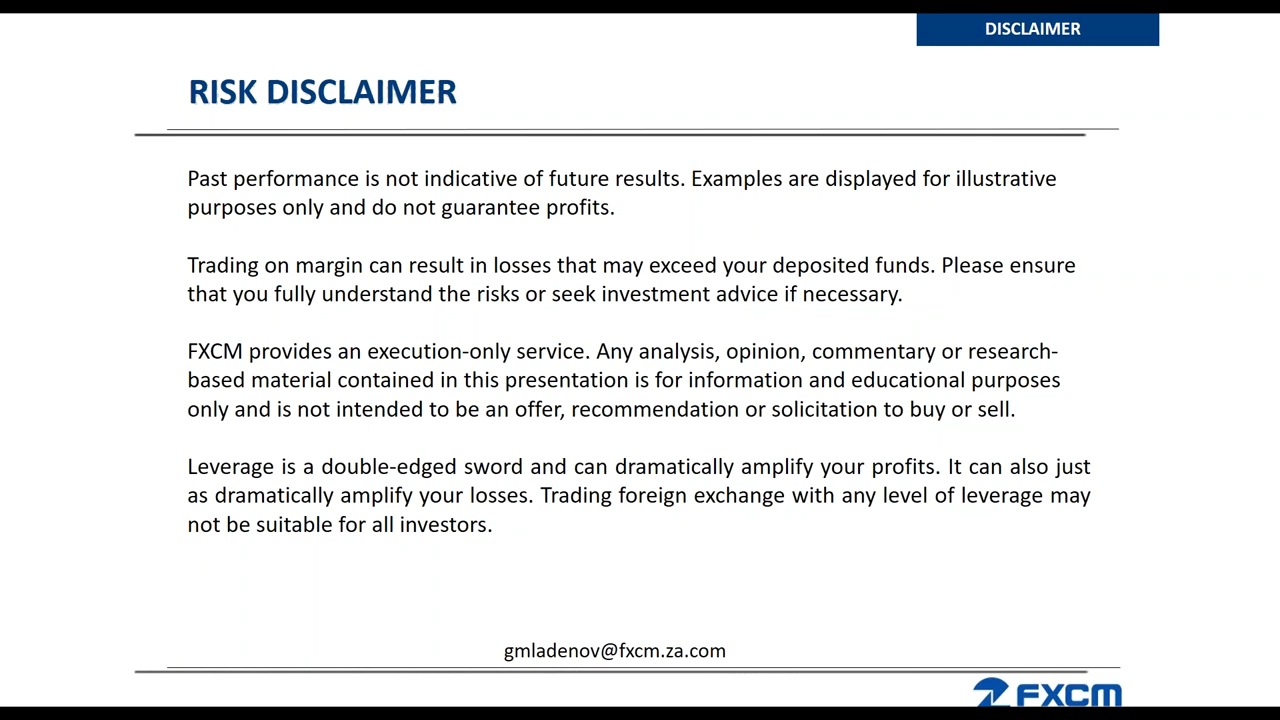 DISCLAIMER
RISK DISCLAIMER
Past performance is not indicative of future results. Examples are displayed for illustrative
purposes only and do not guarantee profits.
Trading on margin can result in losses that may exceed your deposited funds. Please ensure
that you fully understand the risks or seek investment advice if necessary.
FXCM provides an execution-only service. Any analysis, opinion, commentary or research-
based material contained in this presentation is for information and educational purposes
only and is not intended to be an offer, recommendation or solicitation to buy or sell.
Leverage is a double-edged sword and can dramatically amplify your profits. It can also just
as dramatically amplify your losses. Trading foreign exchange with any level of leverage may
not be suitable for all investors.
gmladenov@fxcm.za.com
FXCM